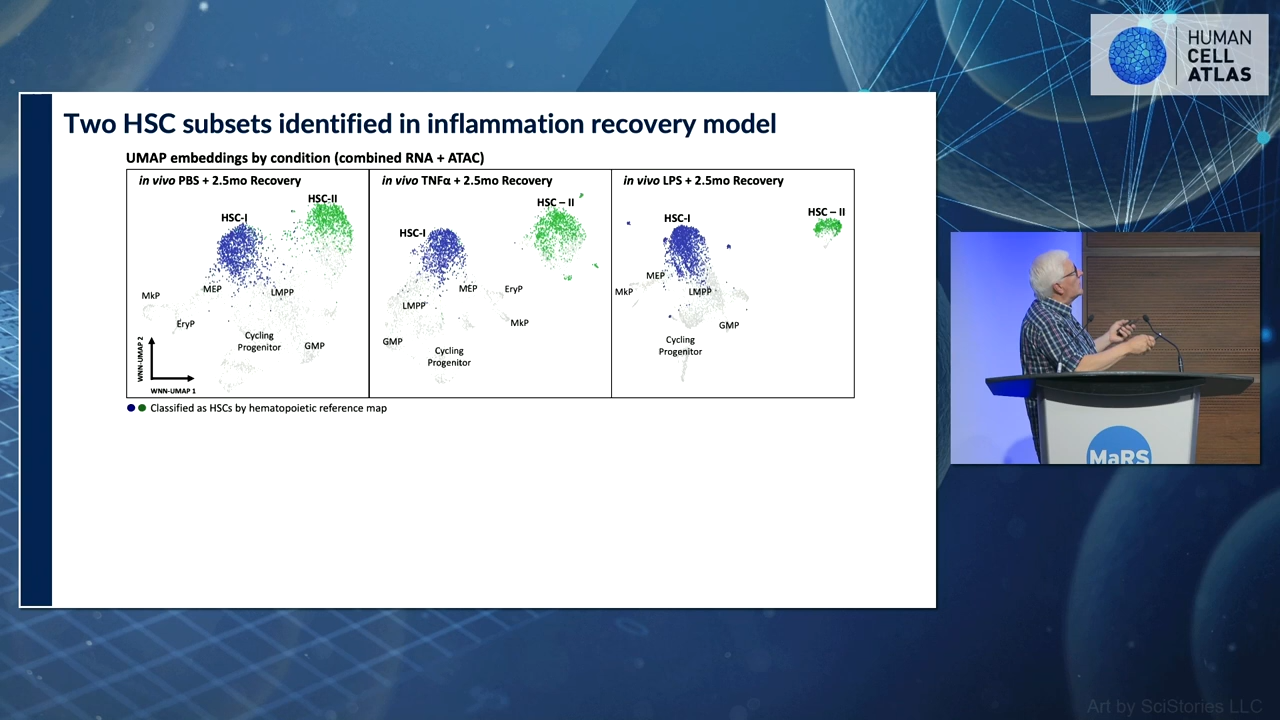 HUMAN
CELL
ATLAS
Two HSC subsets identified in inflammation recovery model
UMAP embeddings by condition (combined RNA + ATAC)
in vivo PBS + 2.5mo Recovery
HSC-II
HSC-I
MkP
MEP
LMPP
EryP
Cycling
Progenitor
GMP
WNN-UMAP 2
WNN-UMAP 1
in vivo TNFα + 2.5mo Recovery
HSC – II
HSC-I
MEP
EryP
LMPP
MkP
GMP
Cycling
Progenitor
in vivo LPS + 2.5mo Recovery
HSC – II
HSC-I
MEP
MkP
LMPP
GMP
Cycling
Progenitor
Classified as HSCs by hematopoietic reference map
MaRS
Art by SciStories LLC